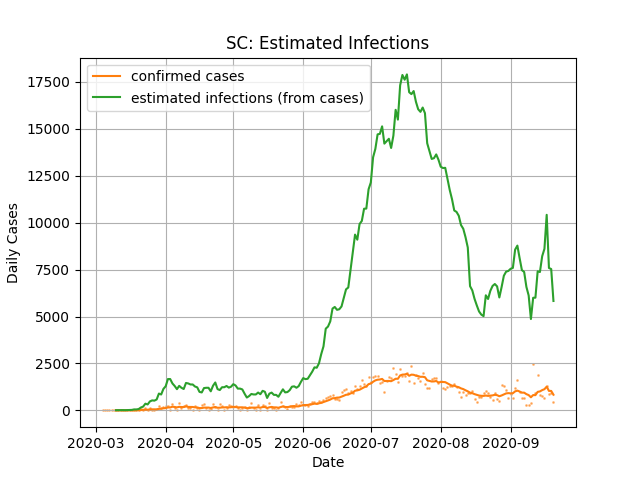 SC: Estimated Infections
confirmed cases
estimated infections (from cases)
Daily Cases
17500
15000
12500
10000
7500
5000
2500
0
2020-03 2020-04 2020-05 2020-06 2020-07 2020-08 2020-09
Date